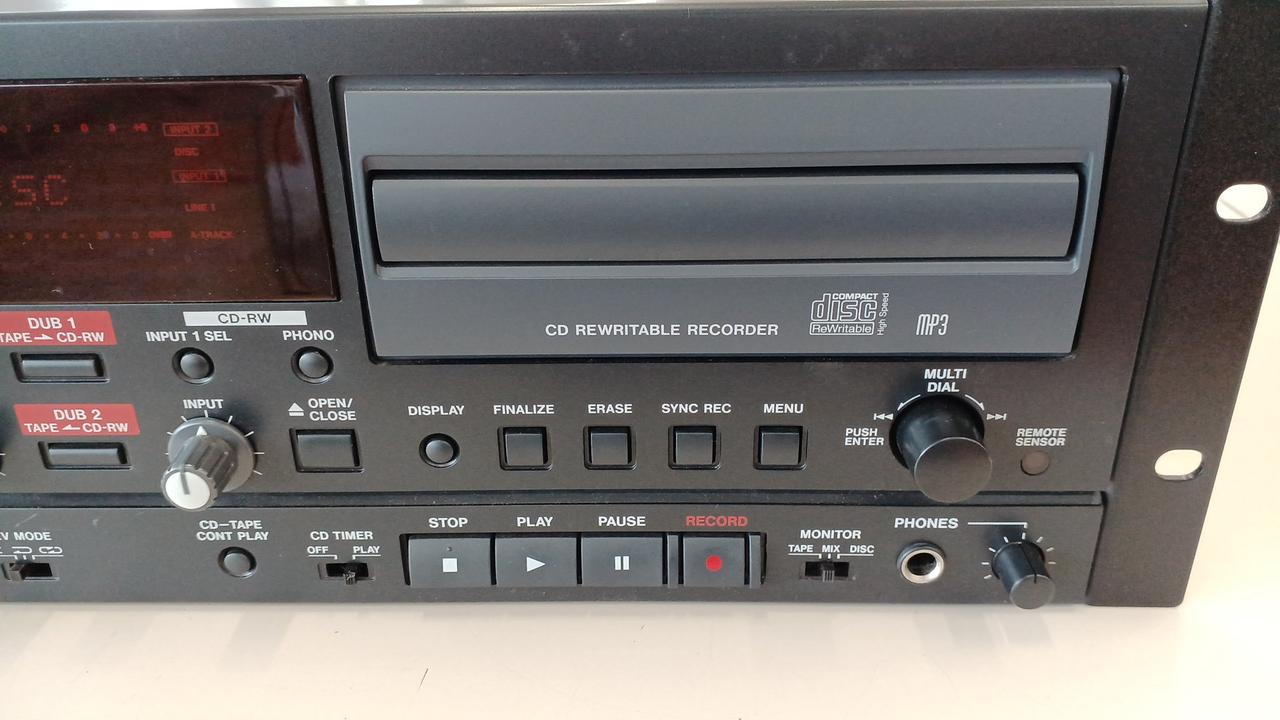 INPUT 2
DISC
INPUT 1
LINE 1
OVER A-TRACK
SC
COMPACT
disc
ReWritable
High Speed
CD REWRITABLE RECORDER
MP3
DUB 1
TAPE CD-RW
CD-RW
INPUT 1 SEL
PHONO
DUB 2
TAPE CD-RW
INPUT
OPEN/
CLOSE
DISPLAY
FINALIZE
ERASE
SYNC REC
MENU
MULTI
DIAL
PUSH
ENTER
REMOTE
SENSOR
MODE
CD-TAPE
CONT PLAY
CD TIMER
OFF PLAY
STOP
PLAY
PAUSE
RECORD
MONITOR
TAPE MIX DISC
PHONES